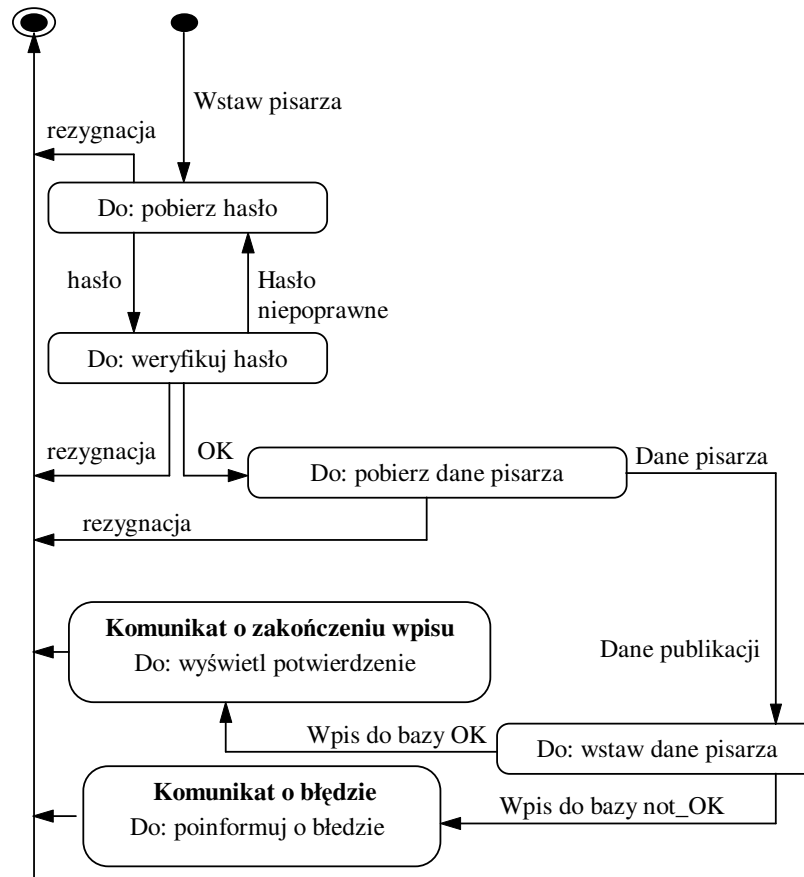 Wstaw pisarza
rezygnacja
Do: pobierz hasło
hasło
Hasło
niepoprawne
Do: weryfikuj hasło
rezygnacja
OK
Do: pobierz dane pisarza
Dane pisarza
rezygnacja
Komunikat o zakończeniu wpisu
Do: wyświetl potwierdzenie
Dane publikacji
Wpis do bazy OK
Do: wstaw dane pisarza
Komunikat o błędzie
Do: poinformuj o błedzie
Wpis do bazy not_OK